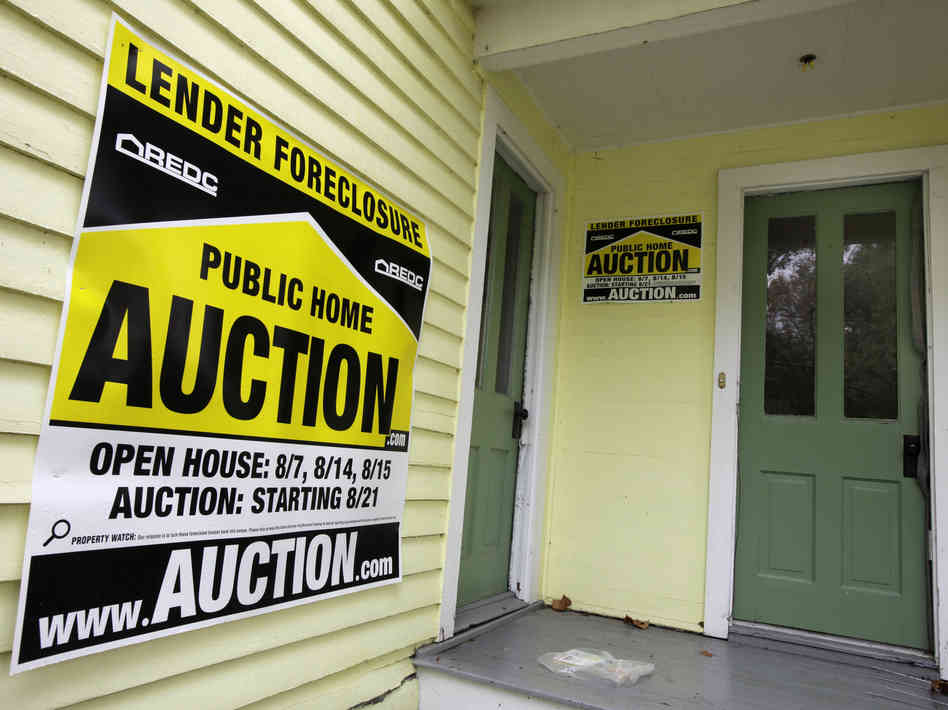 LENDER FORECLOSURE
REDC
PUBLIC HOME
REDC
AUCTION
.com
OPEN HOUSE: 8/7, 8/14, 8/15
AUCTION: STARTING 8/21
PROPERTY WATCH:
www.AUCTION.com
LENDER FORECLOSURE
REDC
REDC
PUBLIC HOME
AUCTION
OPEN HOUSE: 8/7, 8/14, 8/15
AUCTION: STARTING 8/21
www.AUCTION.com